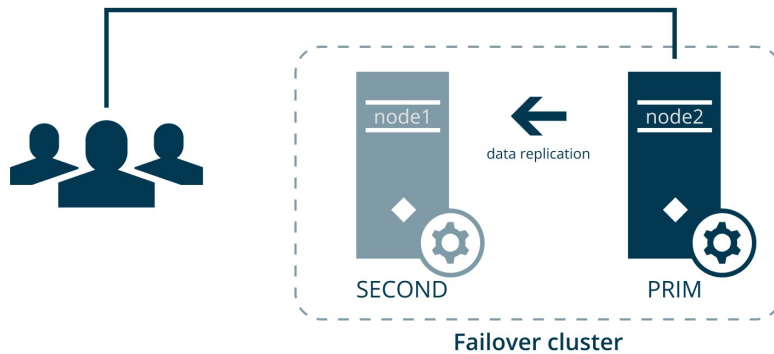 node1
node2
data replication
SECOND
PRIM
Failover cluster